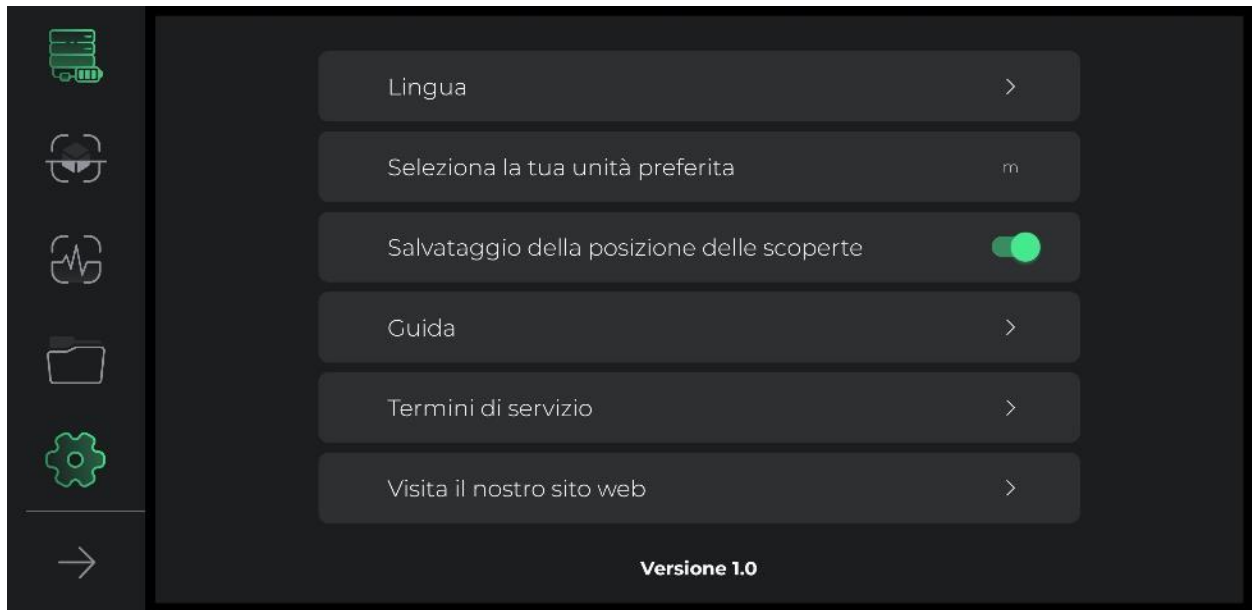 Lingua
Seleziona la tua unità preferita
m
Salvataggio della posizione delle scoperte
Guida
Termini di servizio
Visita il nostro sito web
Versione 1.0